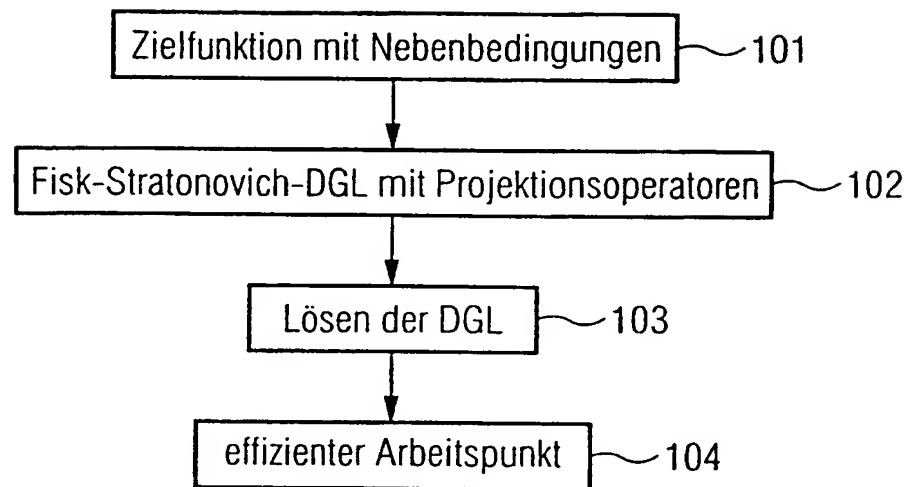 Zielfunktion mit Nebenbedingungen 101
Fisk-Stratonovich-DGL mit Projektionsoperatoren 102
Lösen der DGL 103
effizienter Arbeitspunkt 104